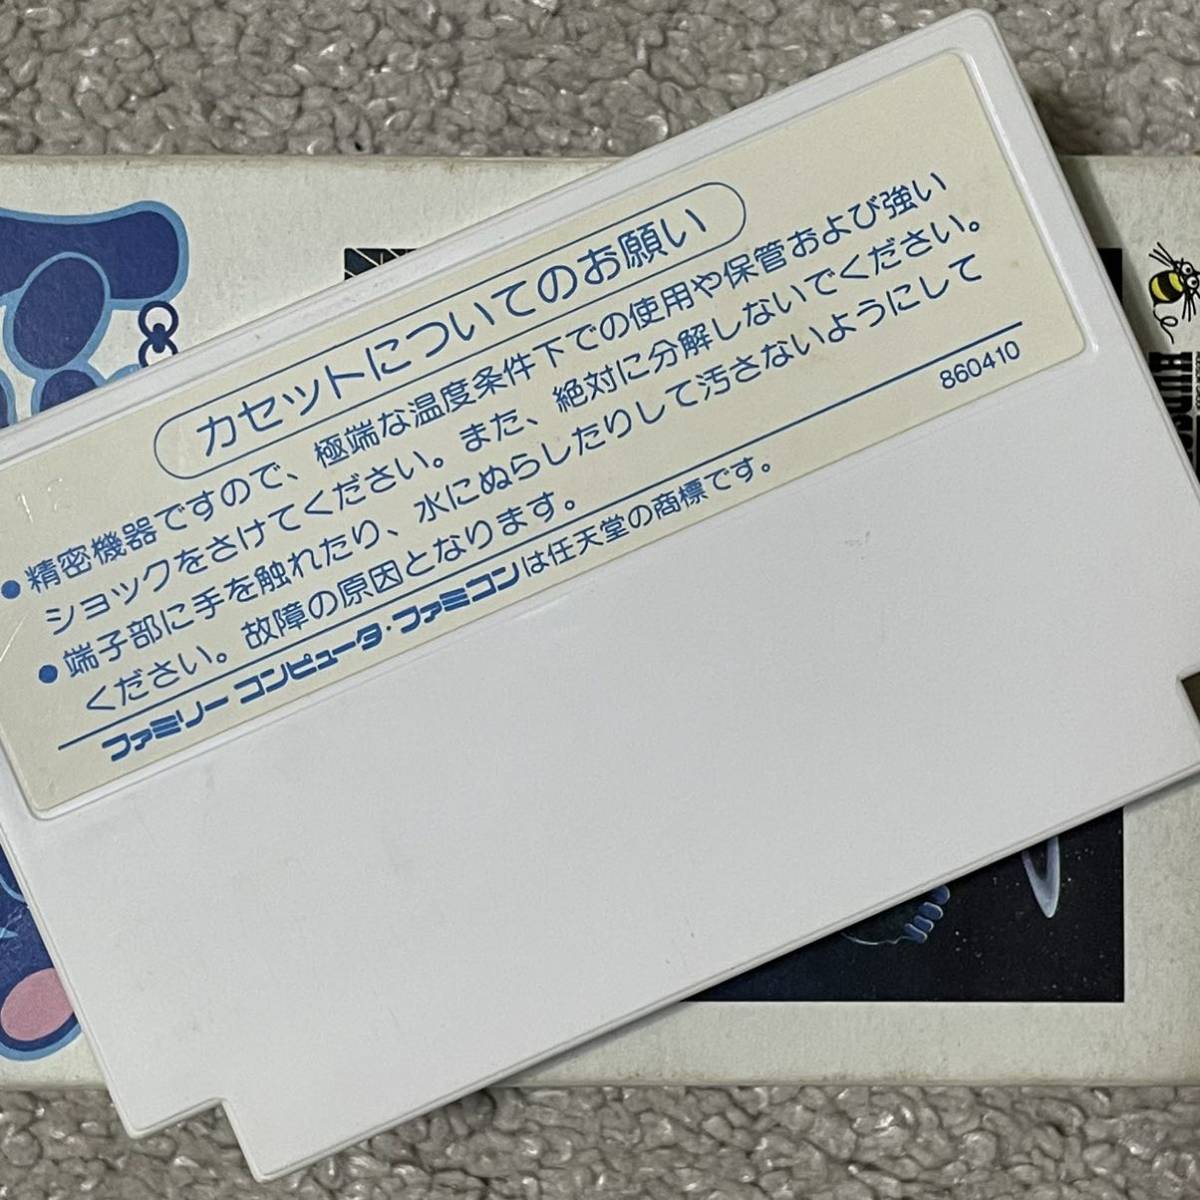 カセットについてのお願い
●精密機器ですので、極端な温度条件下での使用や保管および強い
ショックをさけてください。また、絶対に分解しないでください。
●端子部に手を触れたり、水にぬらしたりして汚さないようにして
ください。故障の原因となります。
860410
ファミリーコンピュータ・ファミコンは任天堂の商標です。